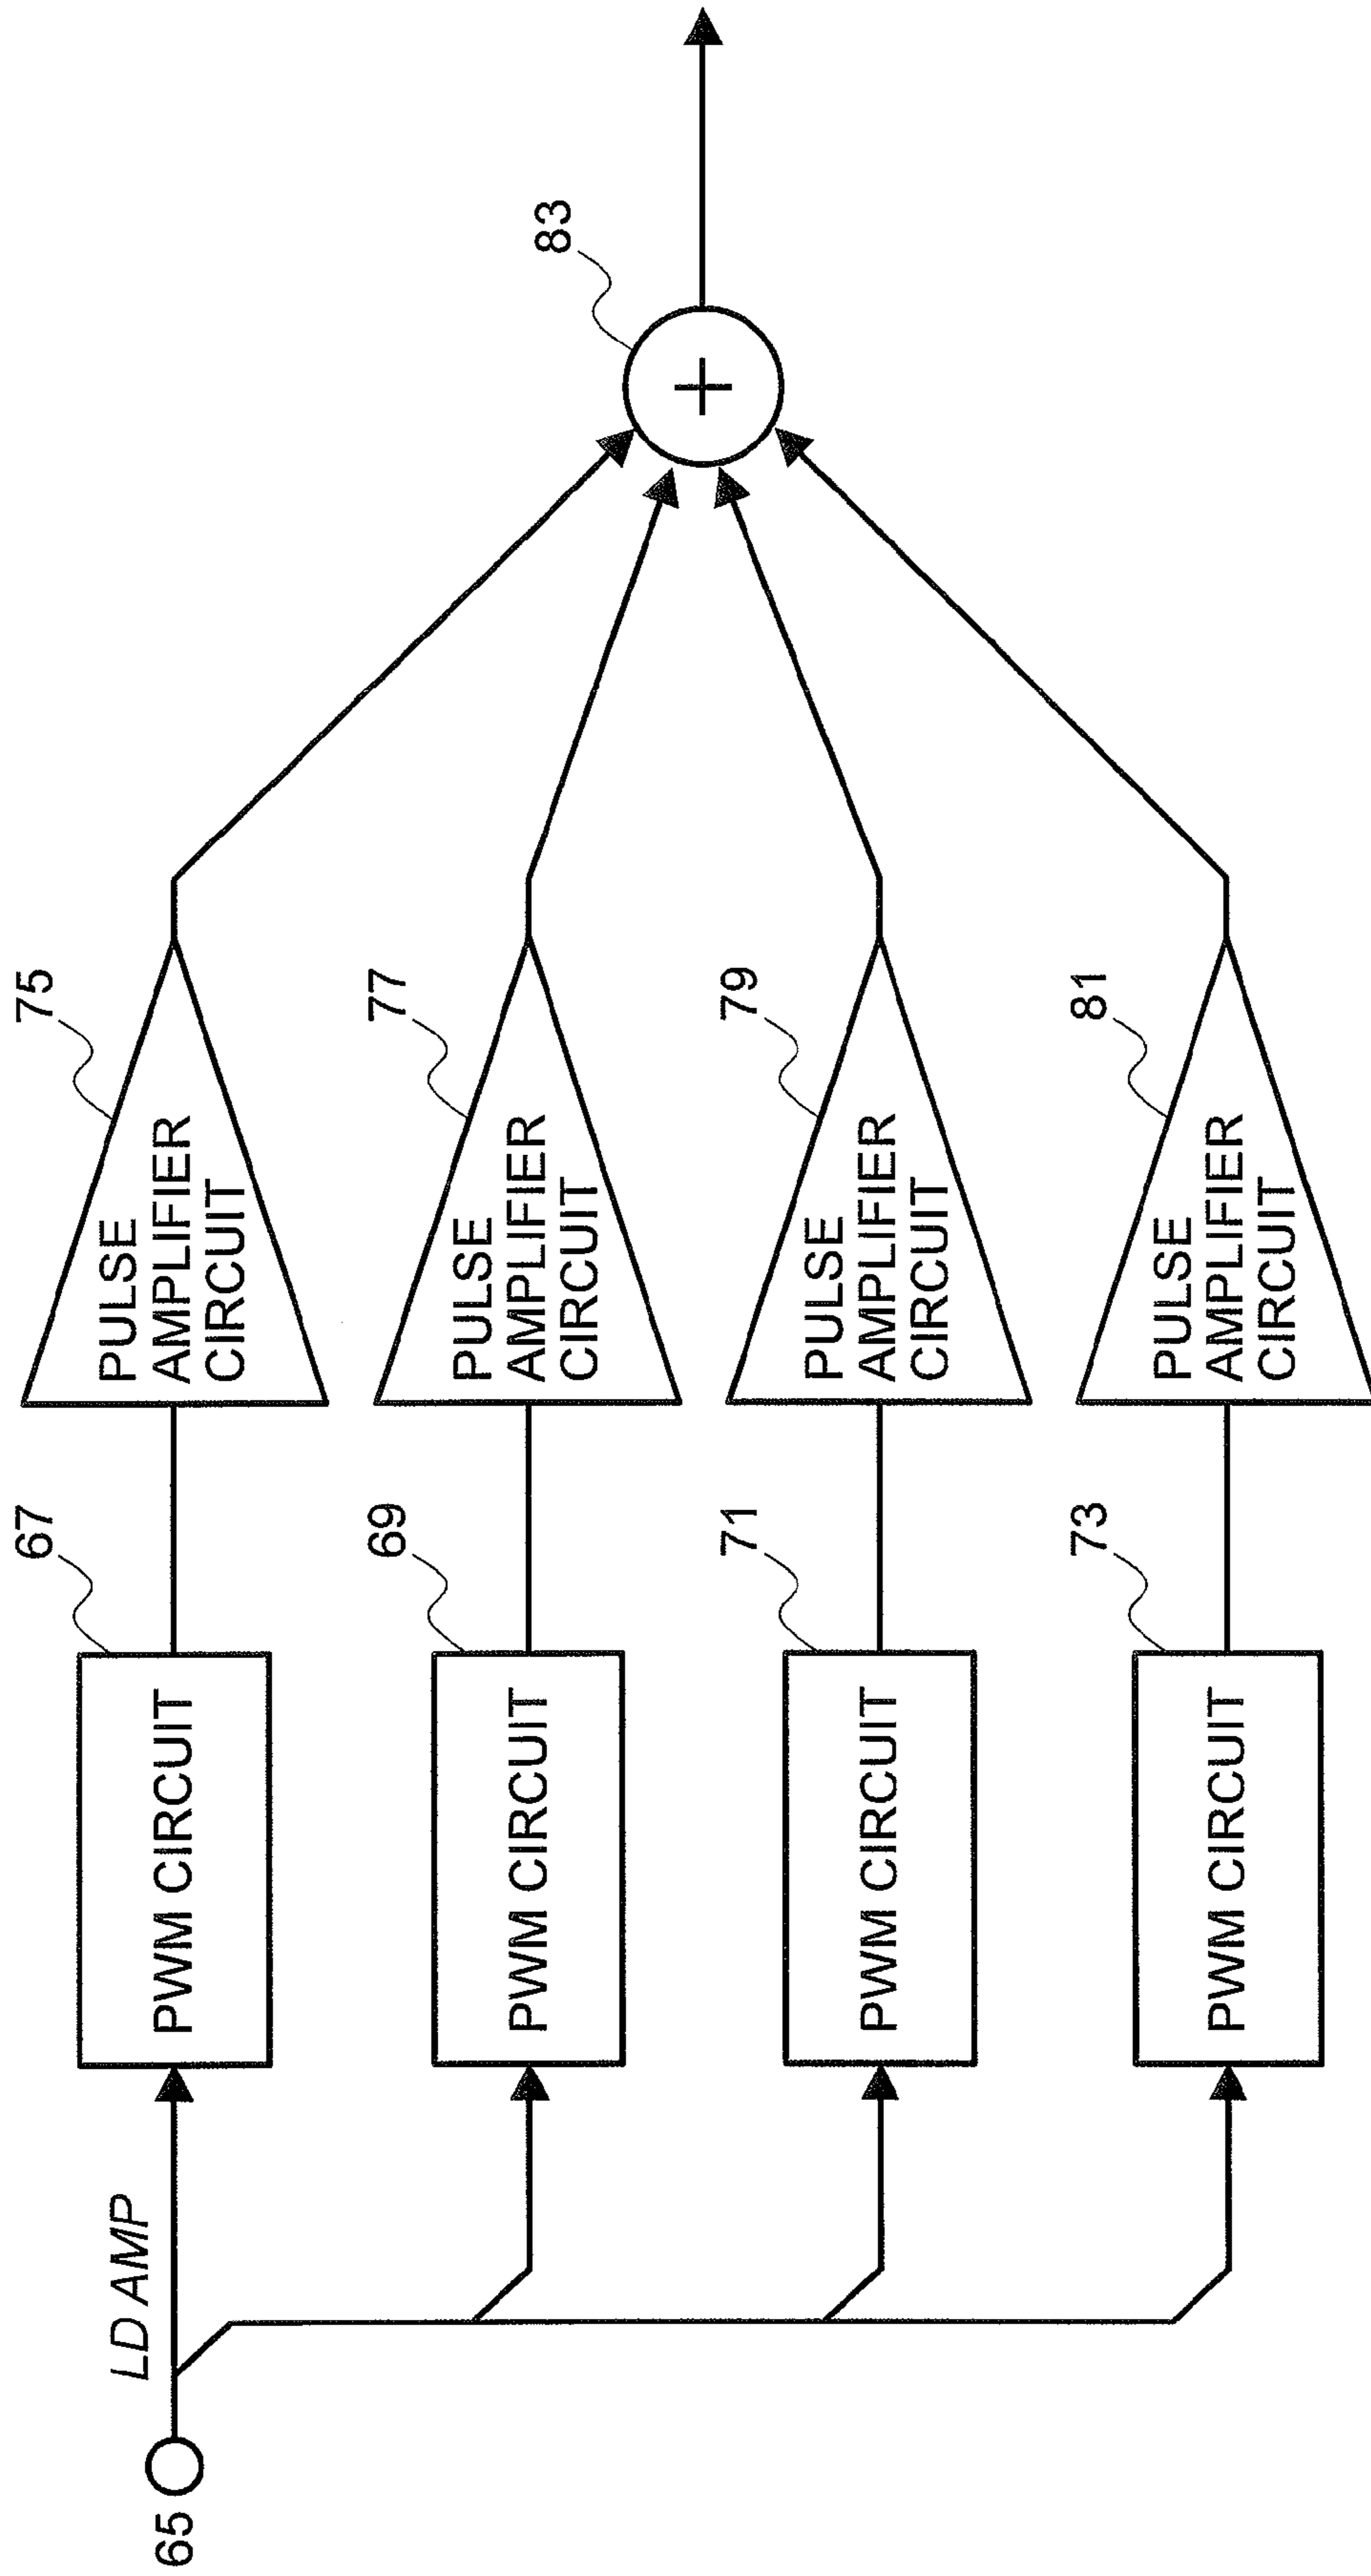 65
LD AMP
67
PWM CIRCUIT
75
PULSE
AMPLIFIER
CIRCUIT
69
PWM CIRCUIT
77
PULSE
AMPLIFIER
CIRCUIT
83
71
PWM CIRCUIT
79
PULSE
AMPLIFIER
CIRCUIT
73
PWM CIRCUIT
81
PULSE
AMPLIFIER
CIRCUIT
+